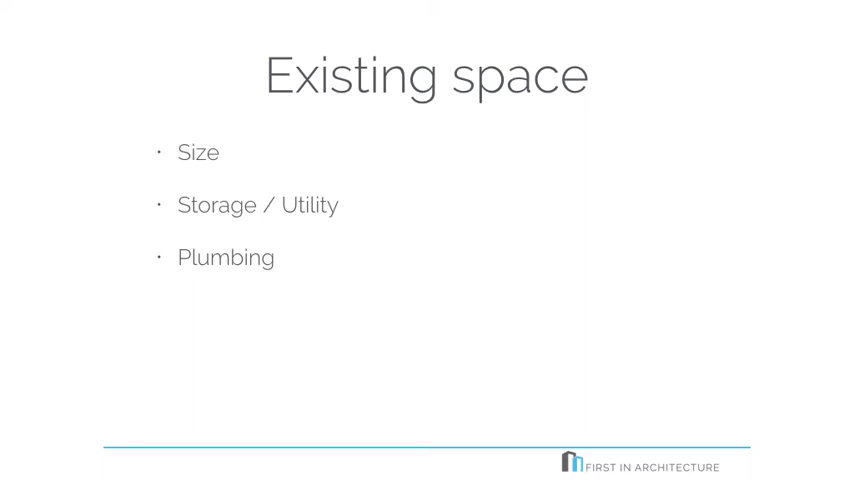 Existing space
· Size
· Storage / Utility
· Plumbing
FIRST IN ARCHITECTURE